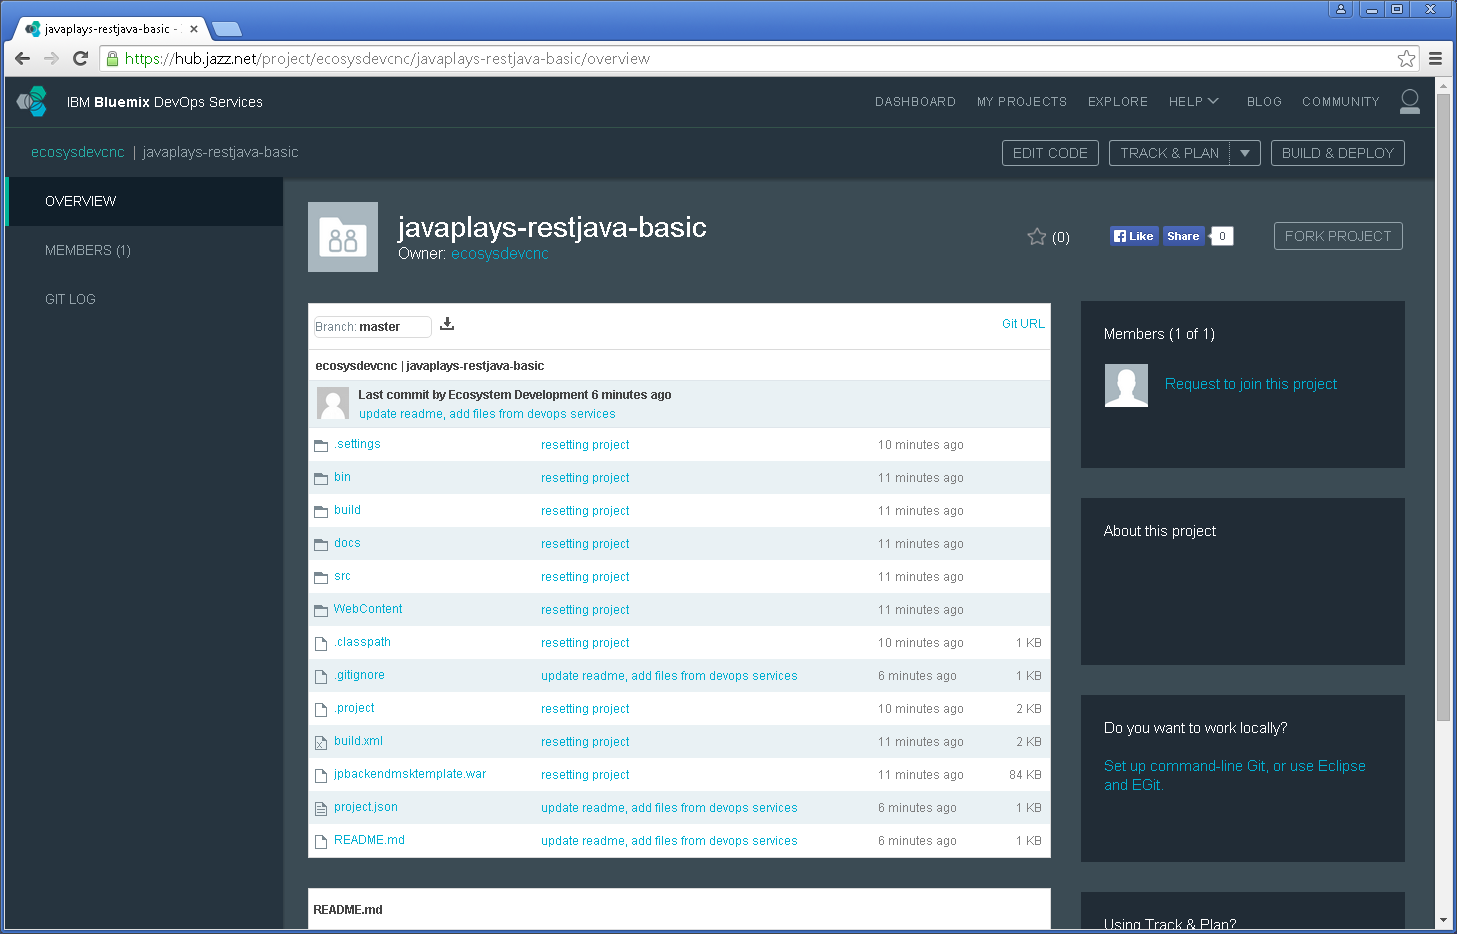 javaplays-restjava-basic -
https://hub.jazz.net/project/ecosysdevcnc/javaplays-restjava-basic/overview
IBM Bluemix DevOps Services
DASHBOARD MY PROJECTS EXPLORE HELP BLOG COMMUNITY
ecosysdevcnc | javaplays-restjava-basic
EDIT CODE TRACK & PLAN BUILD & DEPLOY
OVERVIEW
MEMBERS (1)
GIT LOG
javaplays-restjava-basic
Owner: ecosysdevcnc
(0)
Like Share 0
FORK PROJECT
Branch: master
Git URL
ecosysdevcnc | javaplays-restjava-basic
Last commit by Ecosystem Development 6 minutes ago
update readme, add files from devops services
.settings resetting project 10 minutes ago
bin resetting project 11 minutes ago
build resetting project 11 minutes ago
docs resetting project 11 minutes ago
src resetting project 11 minutes ago
WebContent resetting project 11 minutes ago
.classpath resetting project 10 minutes ago 1 KB
.gitignore update readme, add files from devops services 6 minutes ago 1 KB
.project resetting project 10 minutes ago 2 KB
build.xml resetting project 11 minutes ago 2 KB
jpbackendmsktemplate.war resetting project 11 minutes ago 84 KB
project.json update readme, add files from devops services 6 minutes ago 1 KB
README.md update readme, add files from devops services 6 minutes ago 1 KB
README.md
Members (1 of 1)
Request to join this project
About this project
Do you want to work locally?
Set up command-line Git, or use Eclipse
and EGit.
Using Track & Plan?